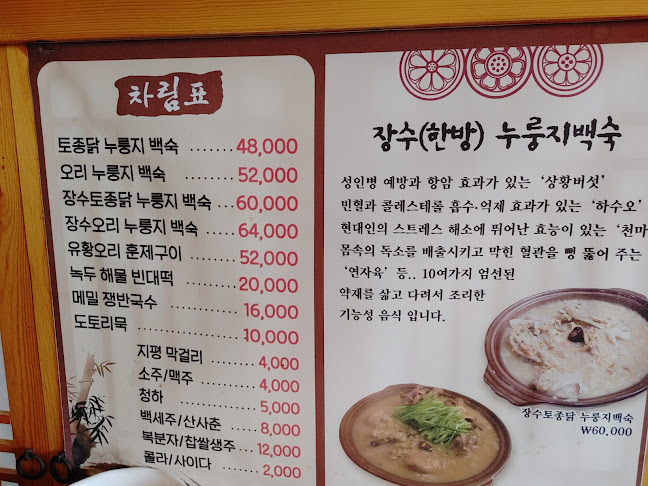 차림표
토종닭 누룽지 백숙 ....... 48,000
오리 누룽지 백숙 ....... 52,000
장수토종닭 누룽지 백숙 ... 60,000
장수오리 누룽지 백숙 ..... 64,000
유황오리 훈제구이 ........ 52,000
녹두 해물 빈대떡 ........ 20,000
메밀 쟁반국수 .......... 16,000
도토리묵 .............. 10,000
지평 막걸리 ........ 4,000
소주/맥주 ......... 4,000
청하 ............ 5,000
백세주/산사춘 ..... 8,000
복분자/찹쌀생주 ... 12,000
콜라/사이다 ....... 2,000
장수(한방) 누룽지백숙
성인병 예방과 항암 효과가 있는 ‘상황버섯’
빈혈과 콜레스테롤 흡수·억제 효과가 있는 ‘하수오’
현대인의 스트레스 해소에 뛰어난 효능이 있는 ‘천마
몸속의 독소를 배출시키고 막힌 혈관을 뻥 뚫어 주는
‘연자육’ 등.. 10여가지 엄선된
약재를 삶고 다려서 조리한
기능성 음식 입니다.
장수토종닭 누룽지백숙
₩60,000